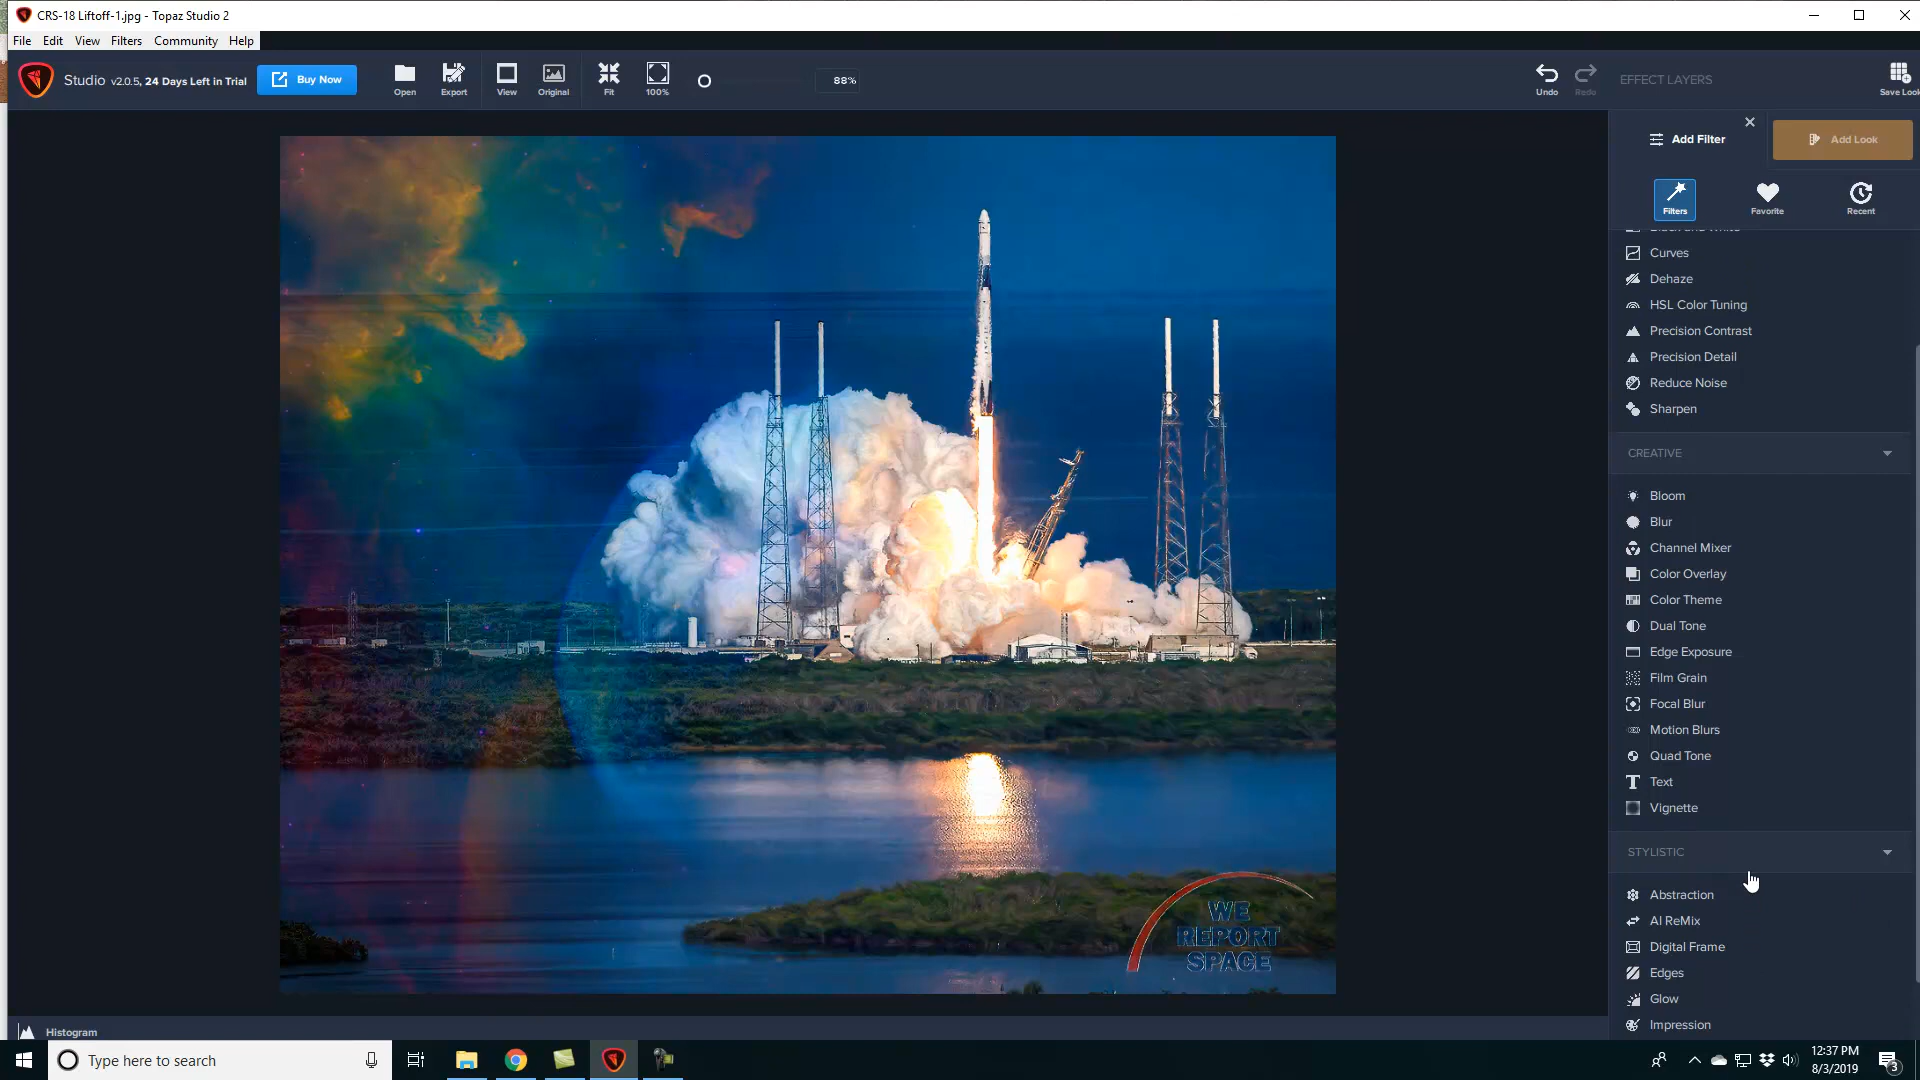 CRS-18 Liftoff-1.jpg - Topaz Studio 2
File Edit View Filters Community Help
Studio v2.0.5, 24 Days Left in Trial
Buy Now
Open
Export
View
Original
Fit
100%
88%
Undo
Redo
EFFECT LAYERS
Save Look
Add Filter
Add Look
Filters
Favorite
Recent
Black and White
Curves
Dehaze
HSL Color Tuning
Precision Contrast
Precision Detail
Reduce Noise
Sharpen
CREATIVE
Bloom
Blur
Channel Mixer
Color Overlay
Color Theme
Dual Tone
Edge Exposure
Film Grain
Focal Blur
Motion Blurs
Quad Tone
Text
Vignette
STYLISTIC
Abstraction
AI ReMix
Digital Frame
Edges
Glow
Impression
WE
REPORT
SPACE
Histogram
Type here to search
12:37 PM
8/3/2019
3